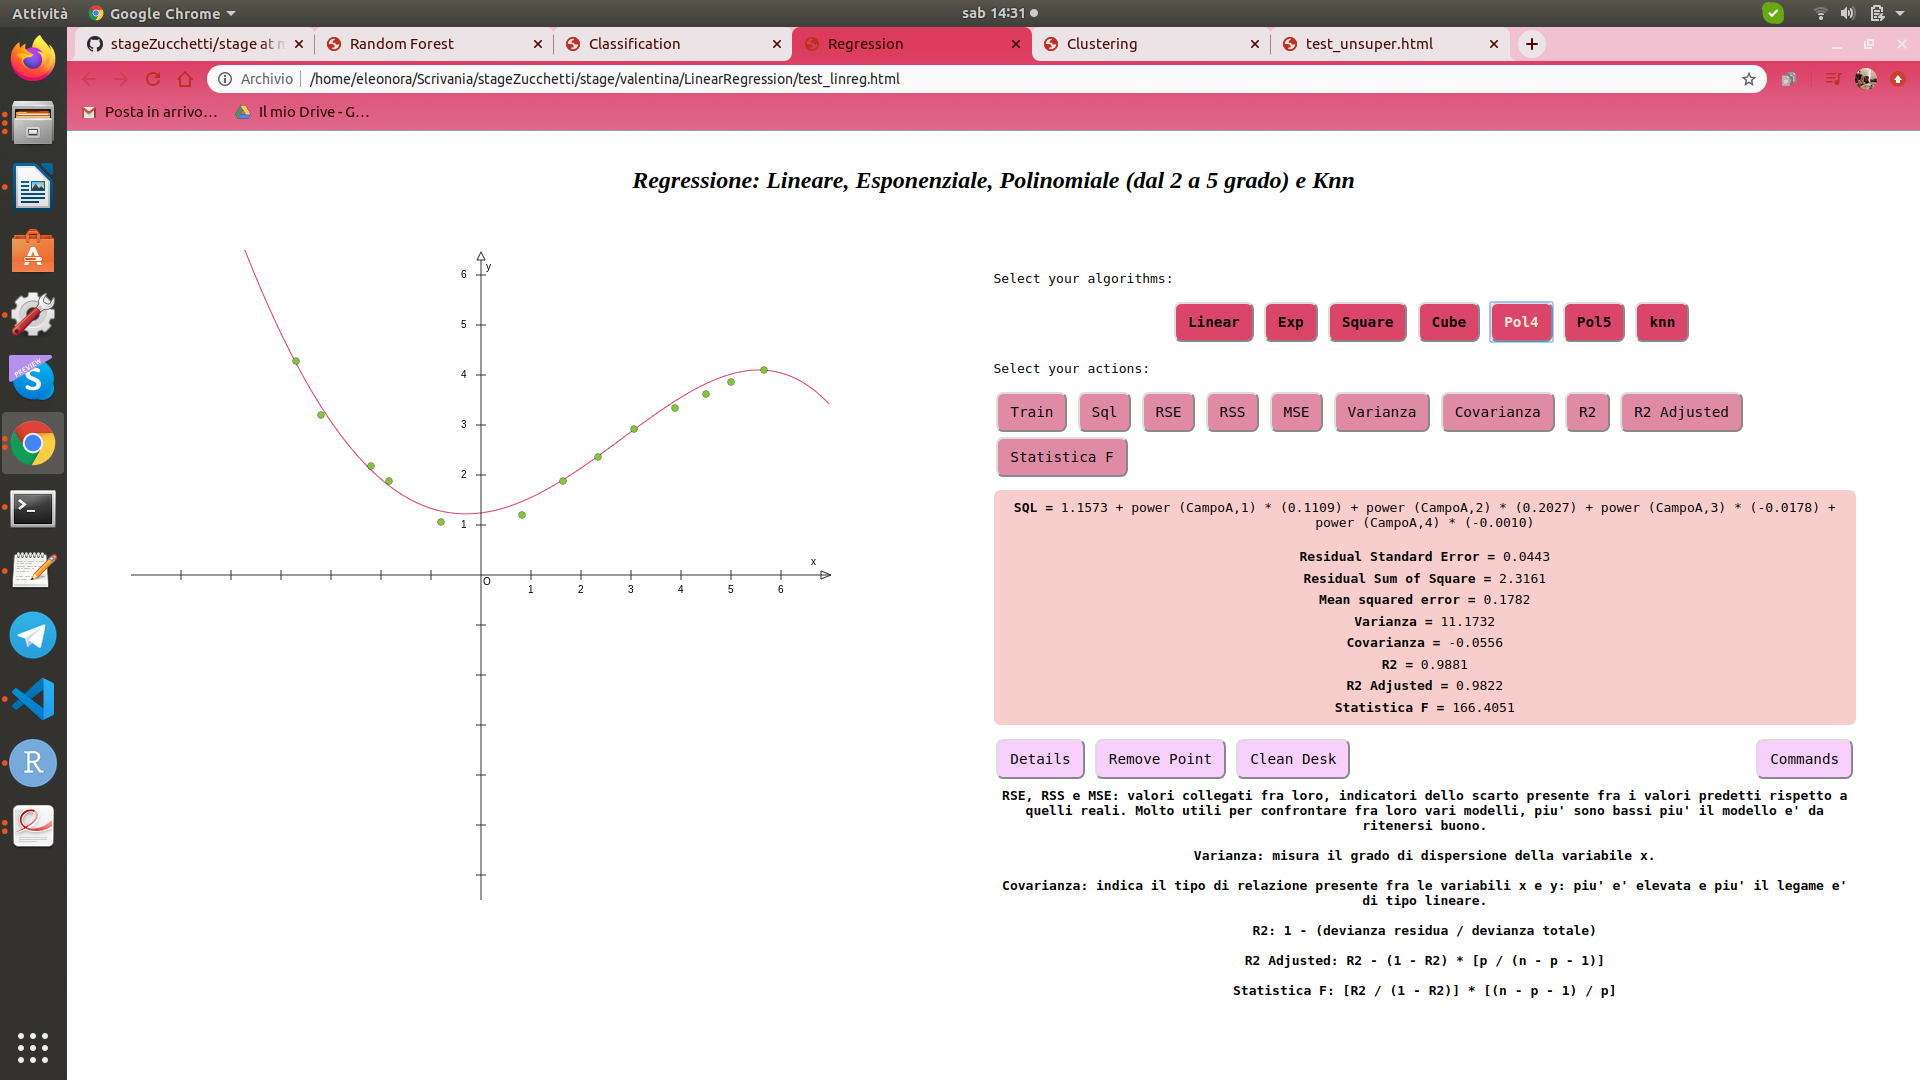 Attività
Google Chrome
sab 14:31
stageZucchetti/stage at m
Random Forest
Classification
Regression
Clustering
test_unsuper.html
Archivio
/home/eleonora/Scrivania/stageZucchetti/stage/valentina/LinearRegression/test_linreg.html
Posta in arrivo…
Il mio Drive - G…
Regressione: Lineare, Esponenziale, Polinomiale (dal 2 a 5 grado) e Knn
y
6
5
4
3
2
1
O
x
1 2 3 4 5 6
Select your algorithms:
Linear Exp Square Cube Pol4 Pol5 knn
Select your actions:
Train Sql RSE RSS MSE Varianza Covarianza R2 R2 Adjusted
Statistica F
SQL = 1.1573 + power (CampoA,1) * (0.1109) + power (CampoA,2) * (0.2027) + power (CampoA,3) * (-0.0178) +
power (CampoA,4) * (-0.0010)
Residual Standard Error = 0.0443
Residual Sum of Square = 2.3161
Mean squared error = 0.1782
Varianza = 11.1732
Covarianza = -0.0556
R2 = 0.9881
R2 Adjusted = 0.9822
Statistica F = 166.4051
Details Remove Point Clean Desk Commands
RSE, RSS e MSE: valori collegati fra loro, indicatori dello scarto presente fra i valori predetti rispetto a
quelli reali. Molto utili per confrontare fra loro vari modelli, piu' sono bassi piu' il modello e' da
ritenersi buono.
Varianza: misura il grado di dispersione della variabile x.
Covarianza: indica il tipo di relazione presente fra le variabili x e y: piu' e' elevata e piu' il legame e'
di tipo lineare.
R2: 1 - (devianza residua / devianza totale)
R2 Adjusted: R2 - (1 - R2) * [p / (n - p - 1)]
Statistica F: [R2 / (1 - R2)] * [(n - p - 1) / p]
PREVIEW
S
R